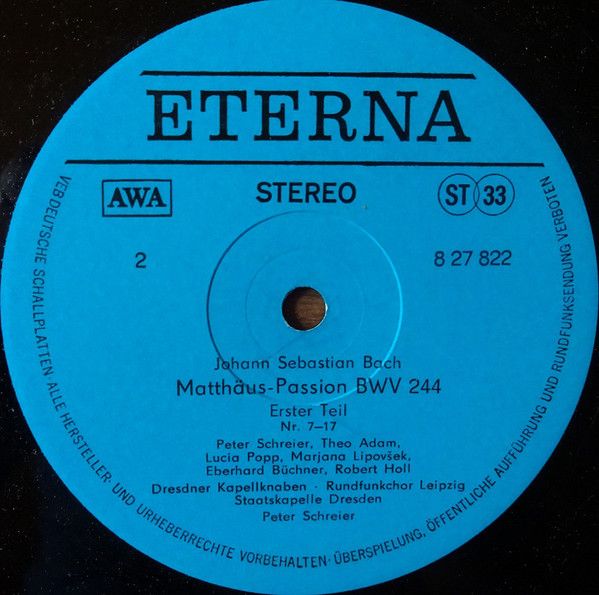 ETERNA
AWA
STEREO
ST 33
2
8 27 822
Johann Sebastian Bach
Matthäus-Passion BWV 244
Erster Teil
Nr. 7–17
Peter Schreier, Theo Adam,
Lucia Popp, Marjana Lipovšek,
Eberhard Büchner, Robert Holl
Dresdner Kapellknaben · Rundfunkchor Leipzig
Staatskapelle Dresden
Peter Schreier
VEB DEUTSCHE SCHALLPLATTEN · ALLE HERSTELLER- UND URHEBERRECHTE VORBEHALTEN · ÜBERSPIELUNG, ÖFFENTLICHE AUFFÜHRUNG UND RUNDFUNKSENDUNG VERBOTEN